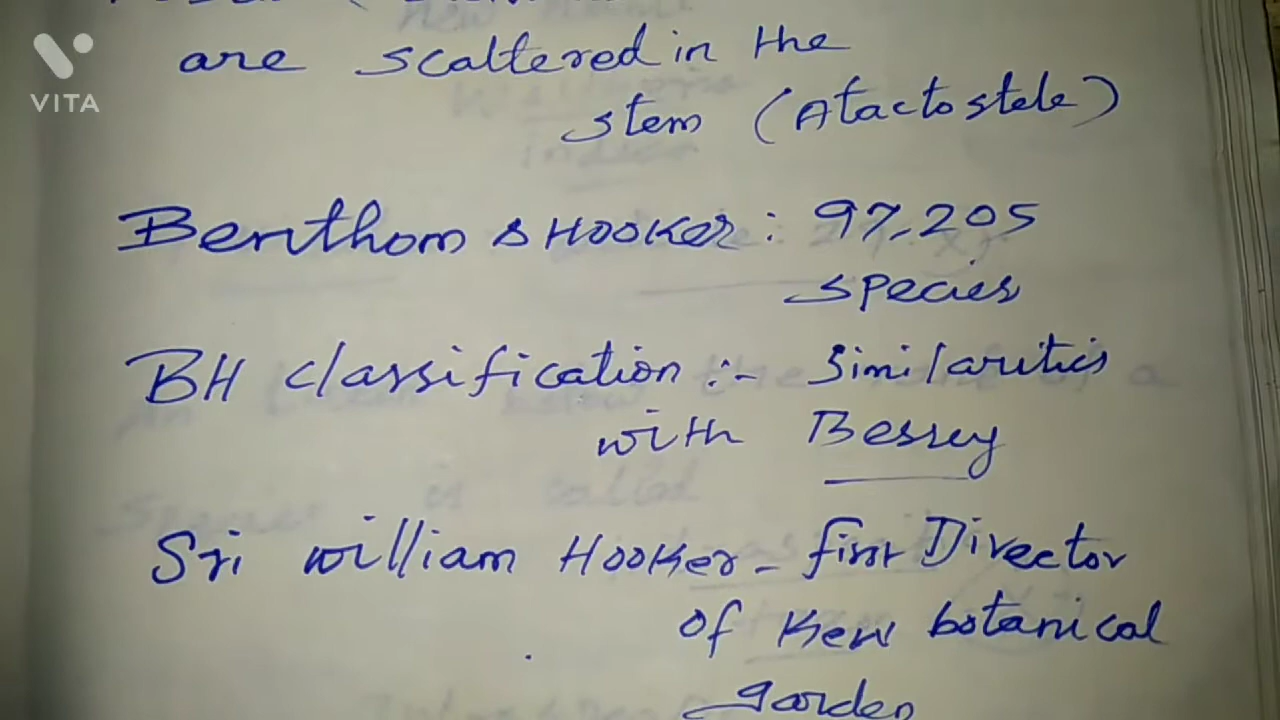 are scattered in the
stem (Atactostele)
VITA
Benthom & HOOKER : 97,205
species
BH classification :- Similarities
with Bessey
Sri william Hooker - first Director
of Kew botanical
garden